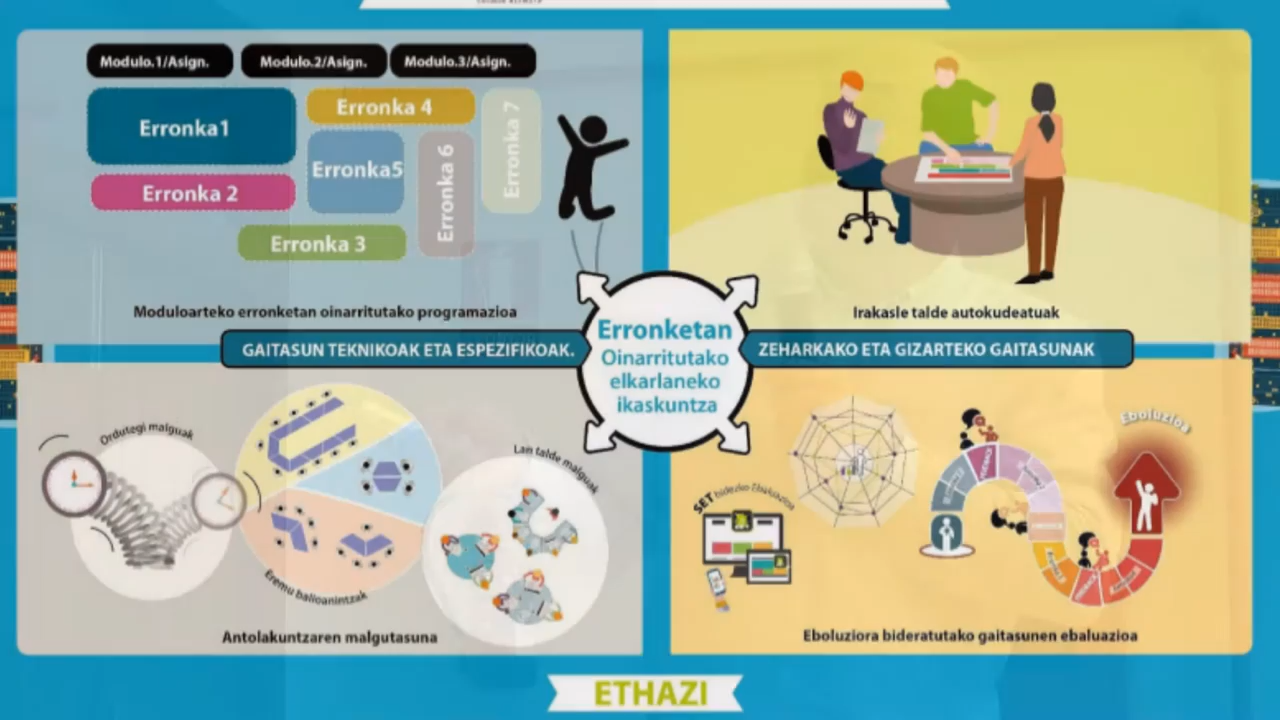 Modulo.1/Asign.
Modulo.2/Asign.
Modulo.3/Asign.
Erronka1
Erronka 2
Erronka 3
Erronka 4
Erronka5
Erronka 6
Erronka 7
Moduloarteko erronketan oinarritutako programazioa
Irakasle talde autokudeatuak
GAITASUN TEKNIKOAK ETA ESPEZIFIKOAK.
Erronketan
Oinarritutako
elkarlaneko
ikaskuntza
ZEHARKAKO ETA GIZARTEKO GAITASUNAK
Ordutegi malguak
Eremu balioanintzak
Lan talde malguak
Antolakuntzaren malgutasuna
SET bidezko Ebaluazioa
Eboluzioa
Eboluziora bideratutako gaitasunen ebaluazioa
ETHAZI